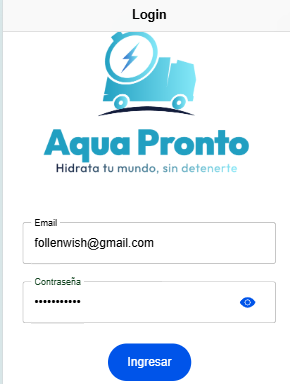 Login
Aqua Pronto
Hidrata tu mundo, sin detenerte
Email
follenwish@gmail.com
Contraseña
•••••••••••
Ingresar